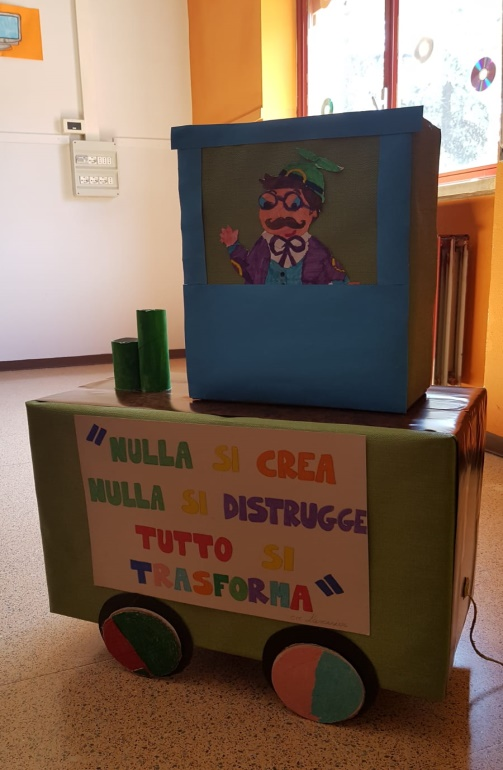 "NULLA SI CREA
NULLA SI DISTRUGGE
TUTTO SI
TRASFORMA"